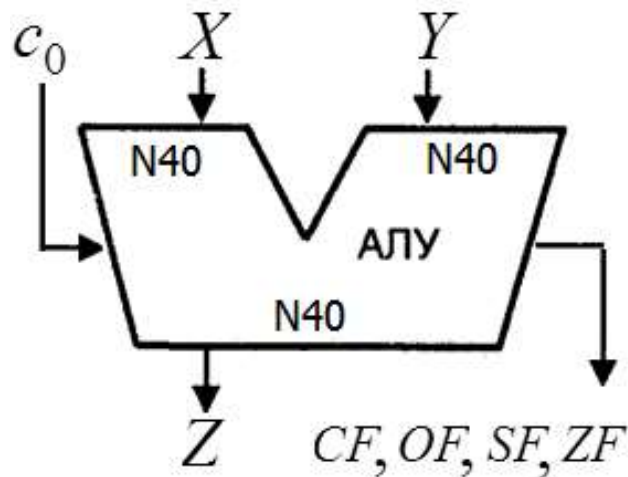 c₀ X Y
N40 N40
АЛУ
N40
Z CF, OF, SF, ZF